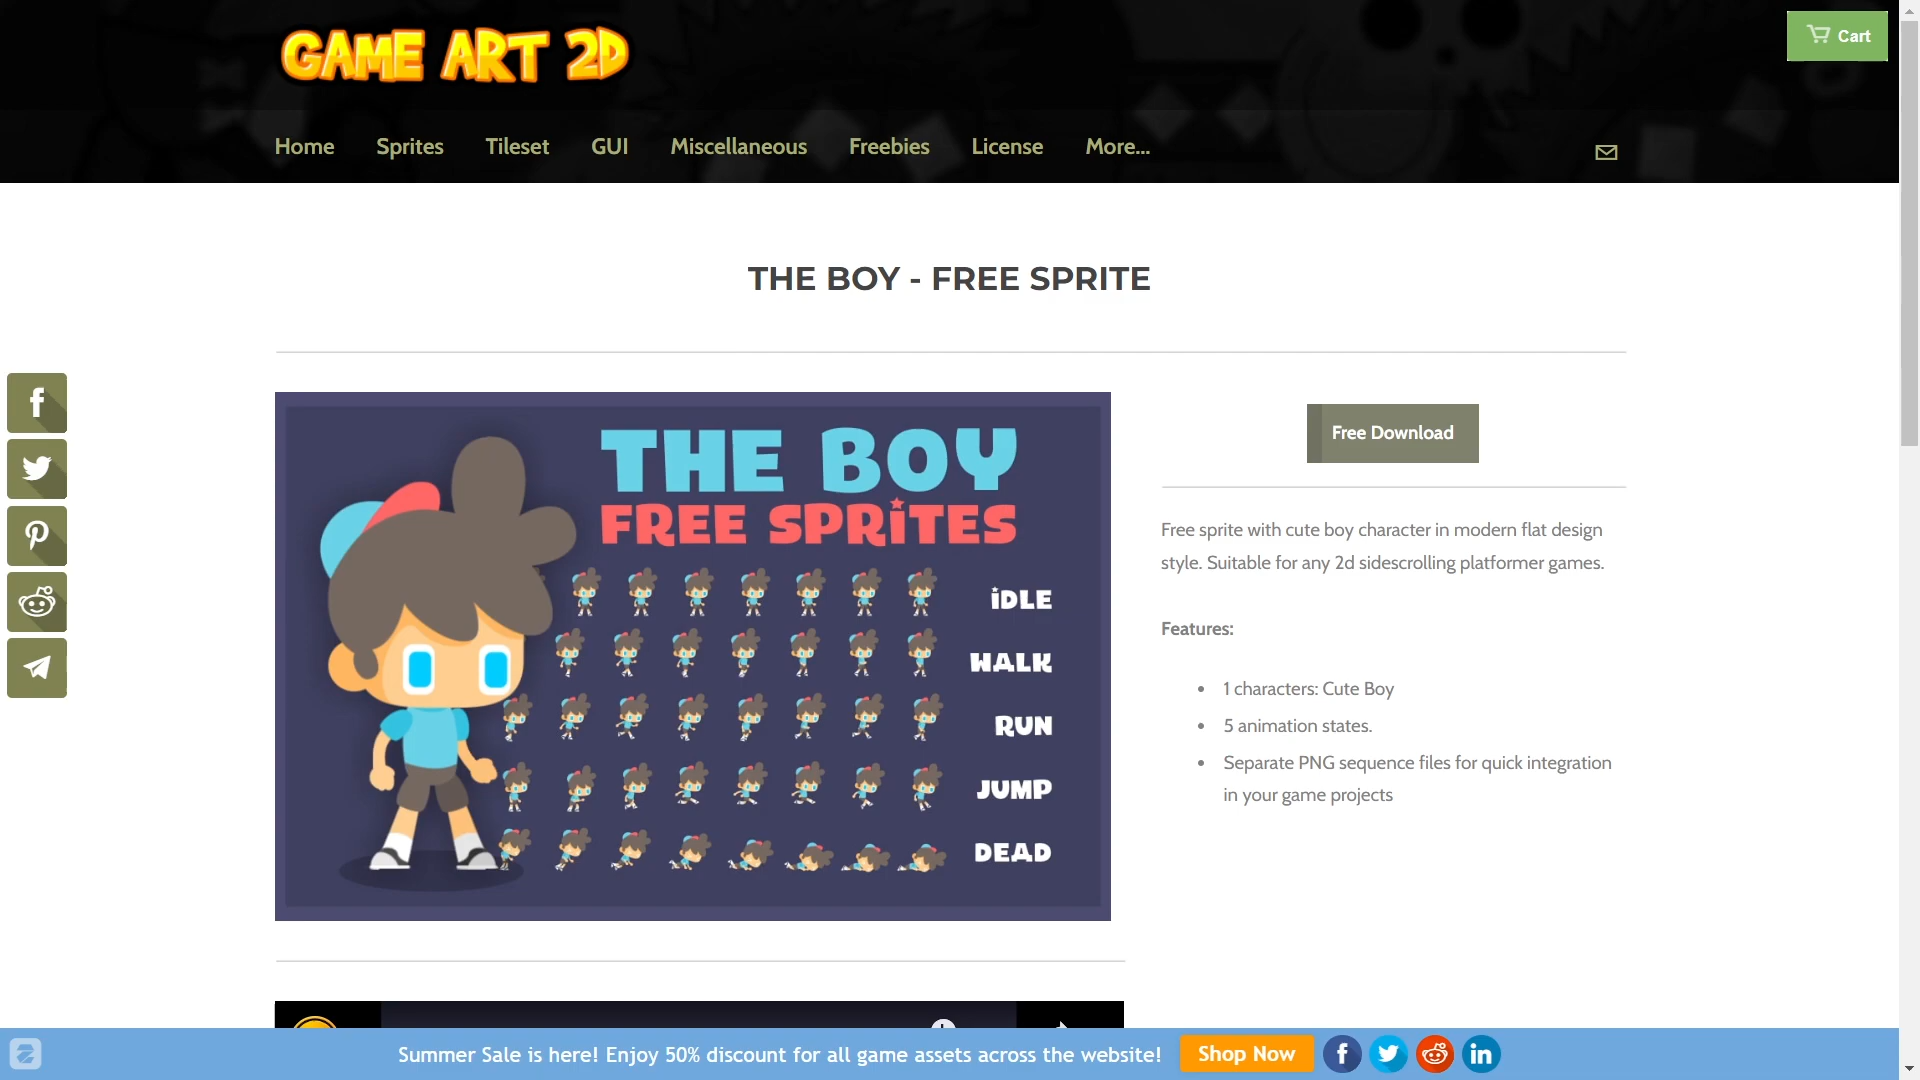 GAME ART 2D
Cart
Home
Sprites
Tileset
GUI
Miscellaneous
Freebies
License
More...
THE BOY - FREE SPRITE
THE BOY
FREE SPRITES
IDLE
WALK
RUN
JUMP
DEAD
Free Download
Free sprite with cute boy character in modern flat design
style. Suitable for any 2d sidescrolling platformer games.
Features:
1 characters: Cute Boy
5 animation states.
Separate PNG sequence files for quick integration
in your game projects
Summer Sale is here! Enjoy 50% discount for all game assets across the website!
Shop Now